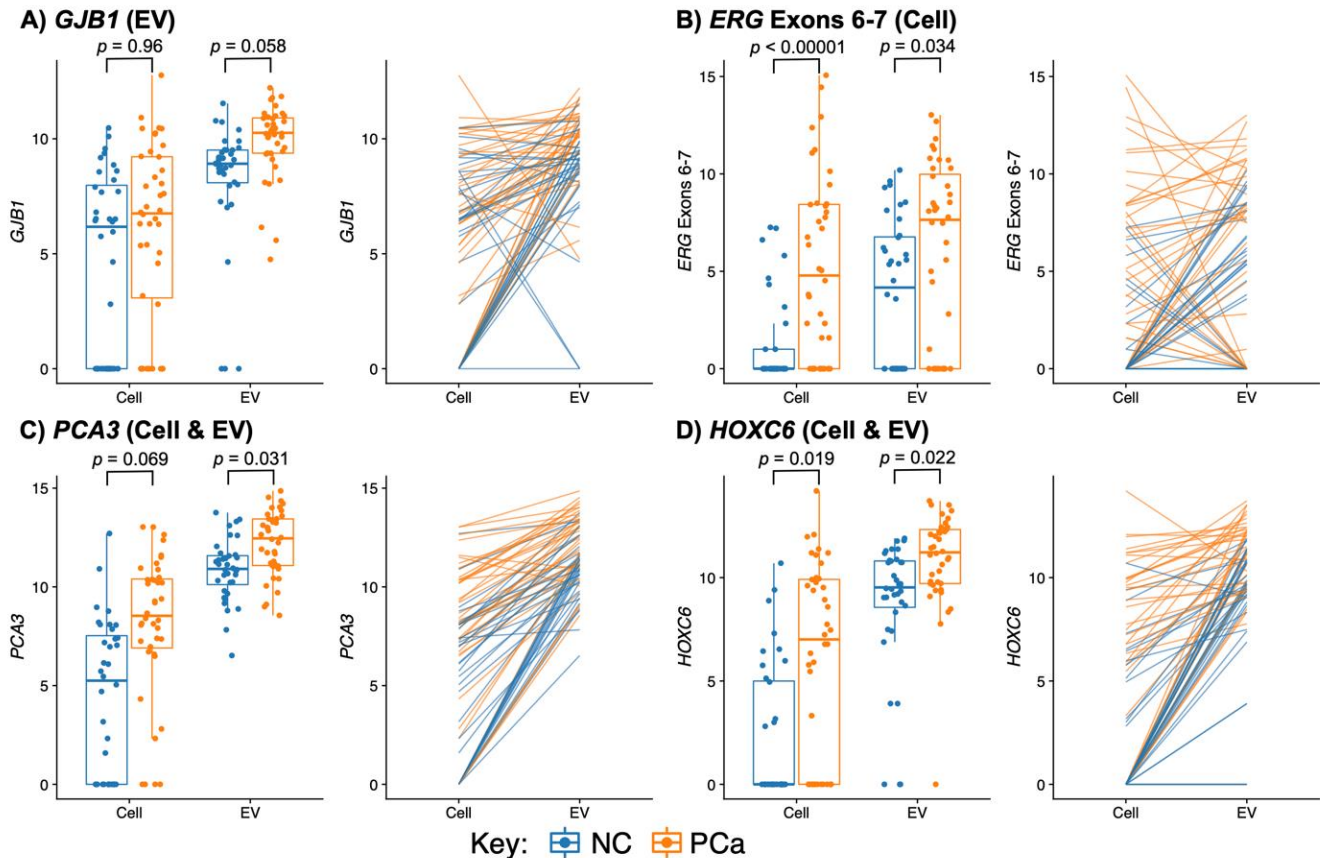 A) GJB1 (EV)
p = 0.96
p = 0.058
GJB1
10
5
0
Cell
EV
GJB1
10
5
0
Cell
EV
B) ERG Exons 6-7 (Cell)
p < 0.00001
p = 0.034
ERG Exons 6-7
15
10
5
0
Cell
EV
ERG Exons 6-7
15
10
5
0
Cell
EV
C) PCA3 (Cell & EV)
p = 0.069
p = 0.031
PCA3
15
10
5
0
Cell
EV
PCA3
15
10
5
0
Cell
EV
D) HOXC6 (Cell & EV)
p = 0.019
p = 0.022
HOXC6
10
5
0
Cell
EV
HOXC6
10
5
0
Cell
EV
Key: NC PCa